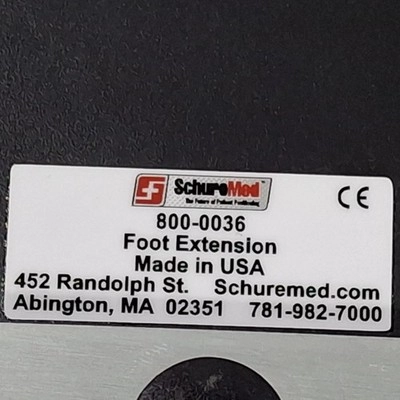 SchureMed™
The Future of Patient Positioning
CE
800-0036
Foot Extension
Made in USA
452 Randolph St. Schuremed.com
Abington, MA 02351 781-982-7000